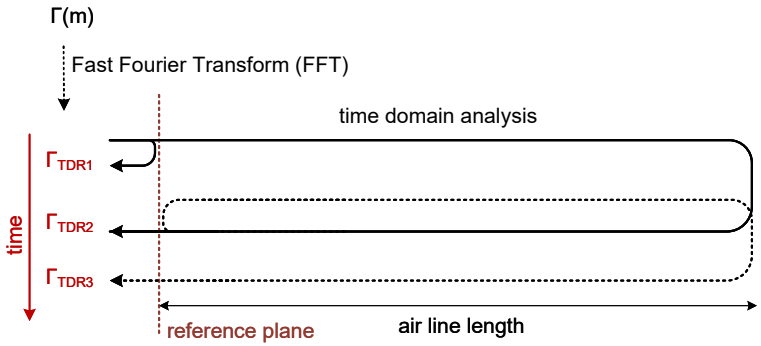 Γ(m)
Fast Fourier Transform (FFT)
time domain analysis
ΓTDR1
ΓTDR2
time
ΓTDR3
air line length
reference plane